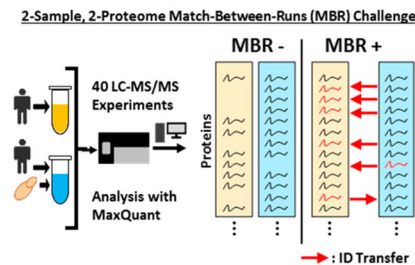 2-Sample, 2-Proteome Match-Between-Runs (MBR) Challenge
MBR -
MBR +
40 LC-MS/MS
Experiments
Analysis with
MaxQuant
Proteins
: ID Transfer